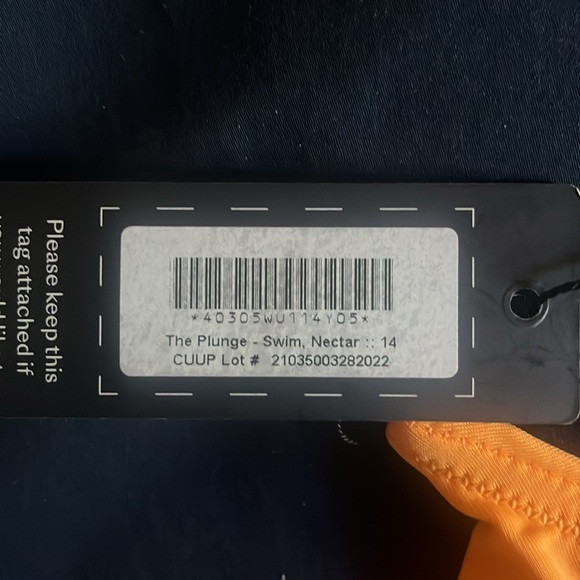 Please keep this
tag attached if
*40305WU114Y05*
The Plunge - Swim, Nectar :: 14
CUUP Lot # 21035003282022